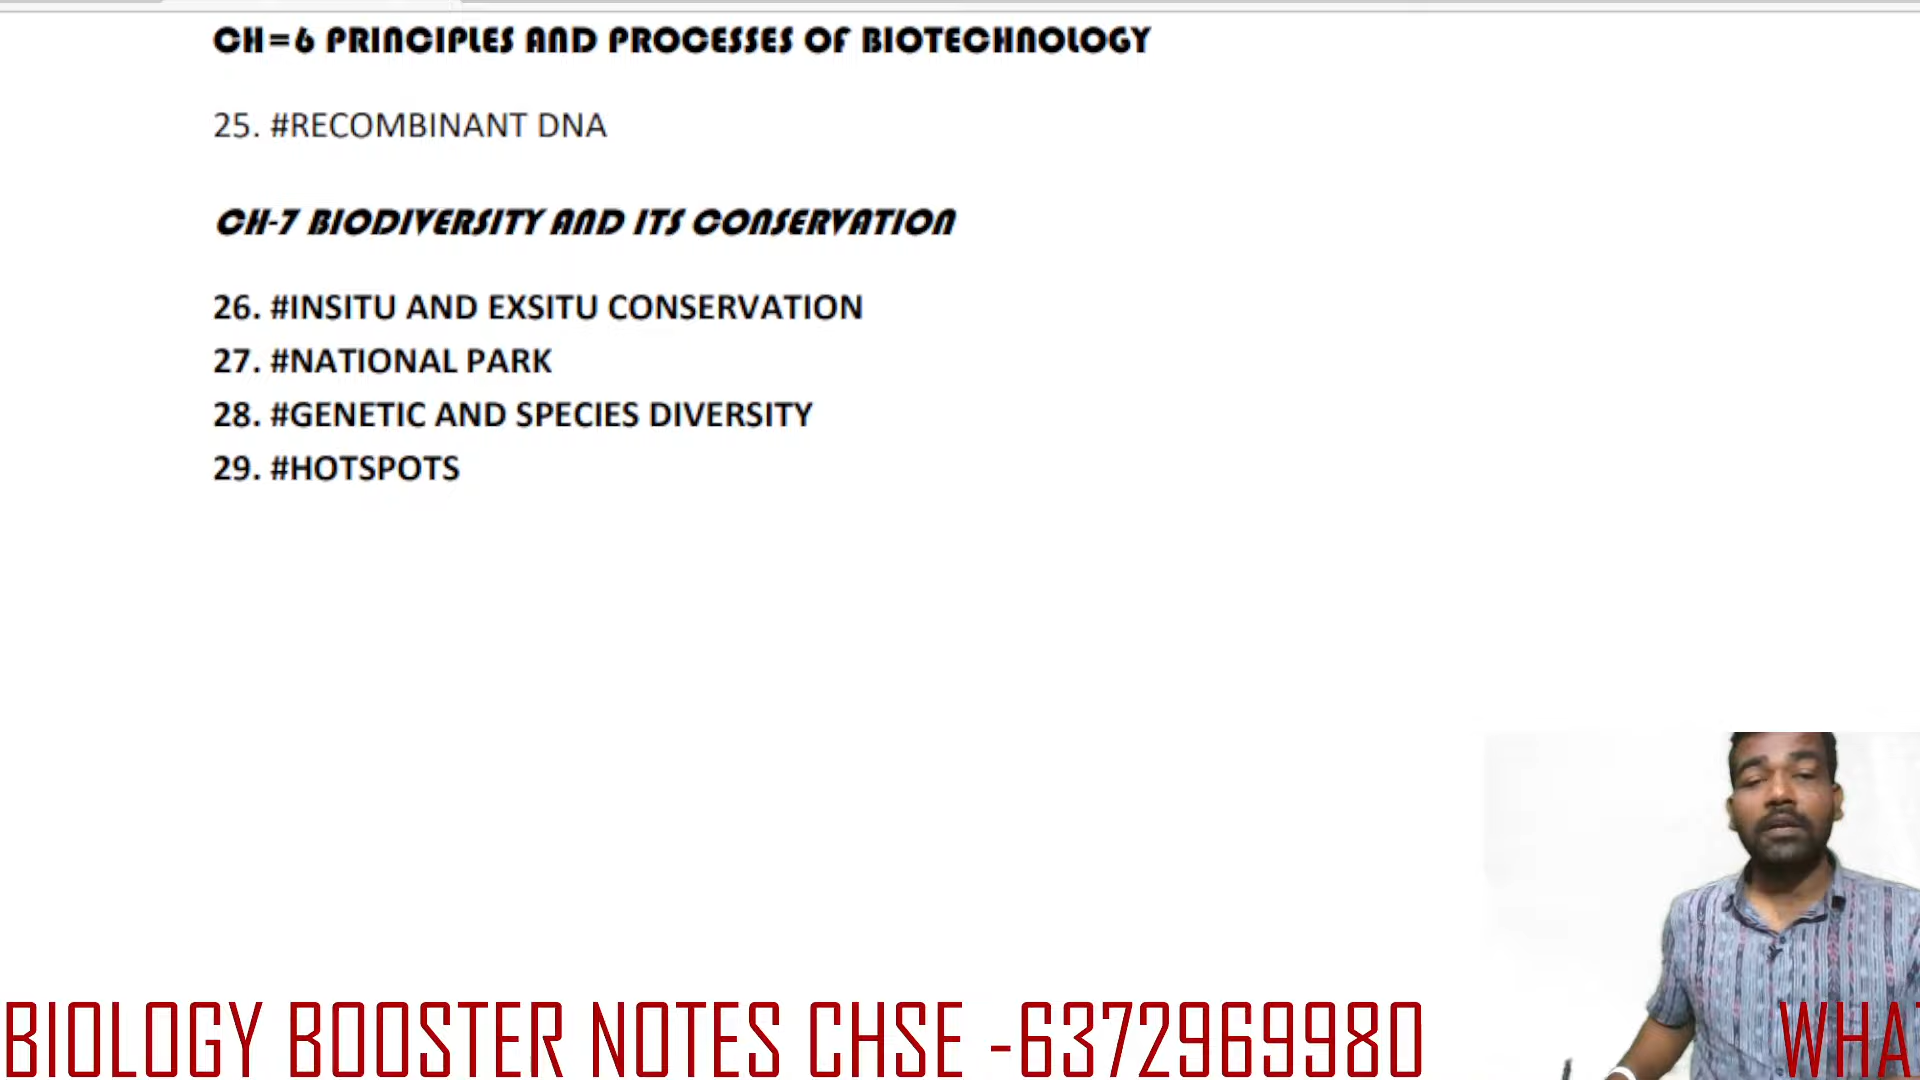 CH=6 PRINCIPLES AND PROCESSES OF BIOTECHNOLOGY
25. #RECOMBINANT DNA
CH-7 BIODIVERSITY AND ITS CONSERVATION
26. #INSITU AND EXSITU CONSERVATION
27. #NATIONAL PARK
28. #GENETIC AND SPECIES DIVERSITY
29. #HOTSPOTS
BIOLOGY BOOSTER NOTES CHSE -6372969980